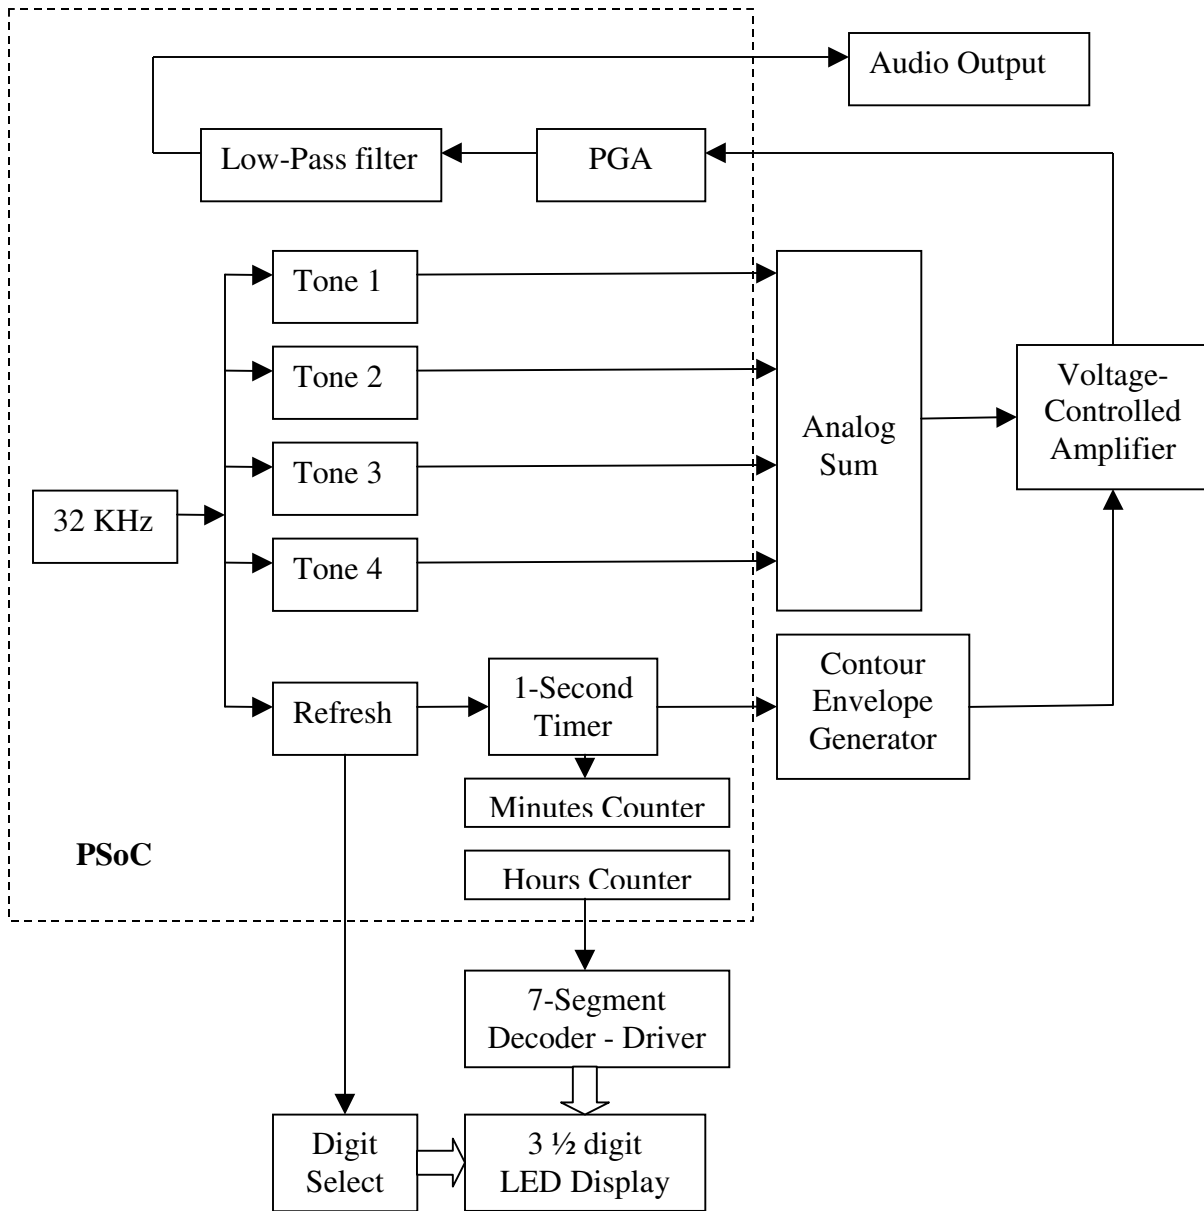 Audio Output
Low-Pass filter
PGA
Tone 1
Tone 2
Tone 3
Tone 4
32 KHz
Analog
Sum
Voltage-
Controlled
Amplifier
Refresh
1-Second
Timer
Contour
Envelope
Generator
Minutes Counter
PSoC
Hours Counter
7-Segment
Decoder - Driver
Digit
Select
3 ½ digit
LED Display